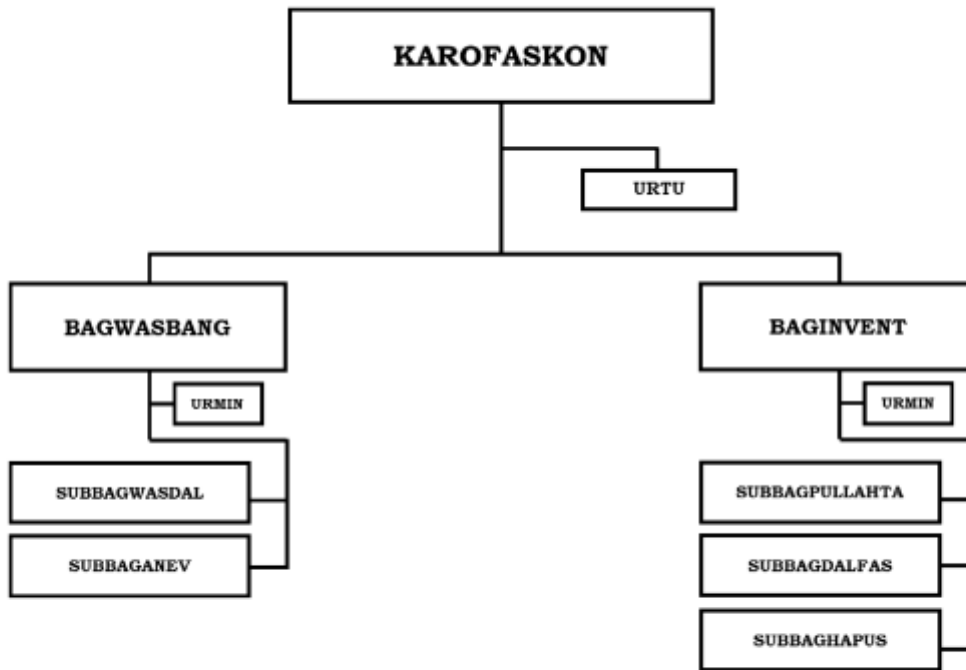 KAROFASKON
URTU
BAGWASBANG
BAGINVENT
URMIN
URMIN
SUBBAGWASDAL
SUBBAGPULLAHTA
SUBBAGANEV
SUBBAGDALFAS
SUBBAGHAPUS